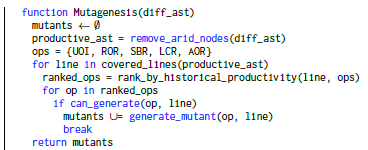 function Mutagenesis(diff_ast)
mutants ← ∅
productive_ast = remove_arid_nodes(diff_ast)
ops = {UOI, ROR, SBR, LCR, AOR}
for line in covered_lines(productive_ast)
ranked_ops = rank_by_historical_productivity(line, ops)
for op in ranked_ops
if can_generate(op, line)
mutants ∪= generate_mutant(op, line)
break
return mutants